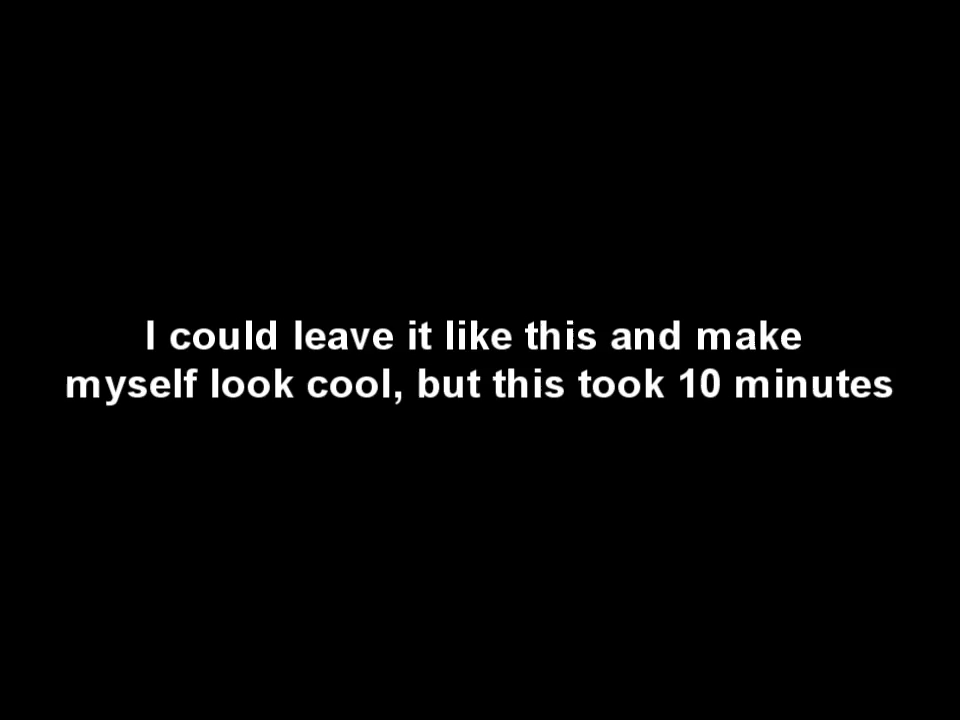 I could leave it like this and make
myself look cool, but this took 10 minutes